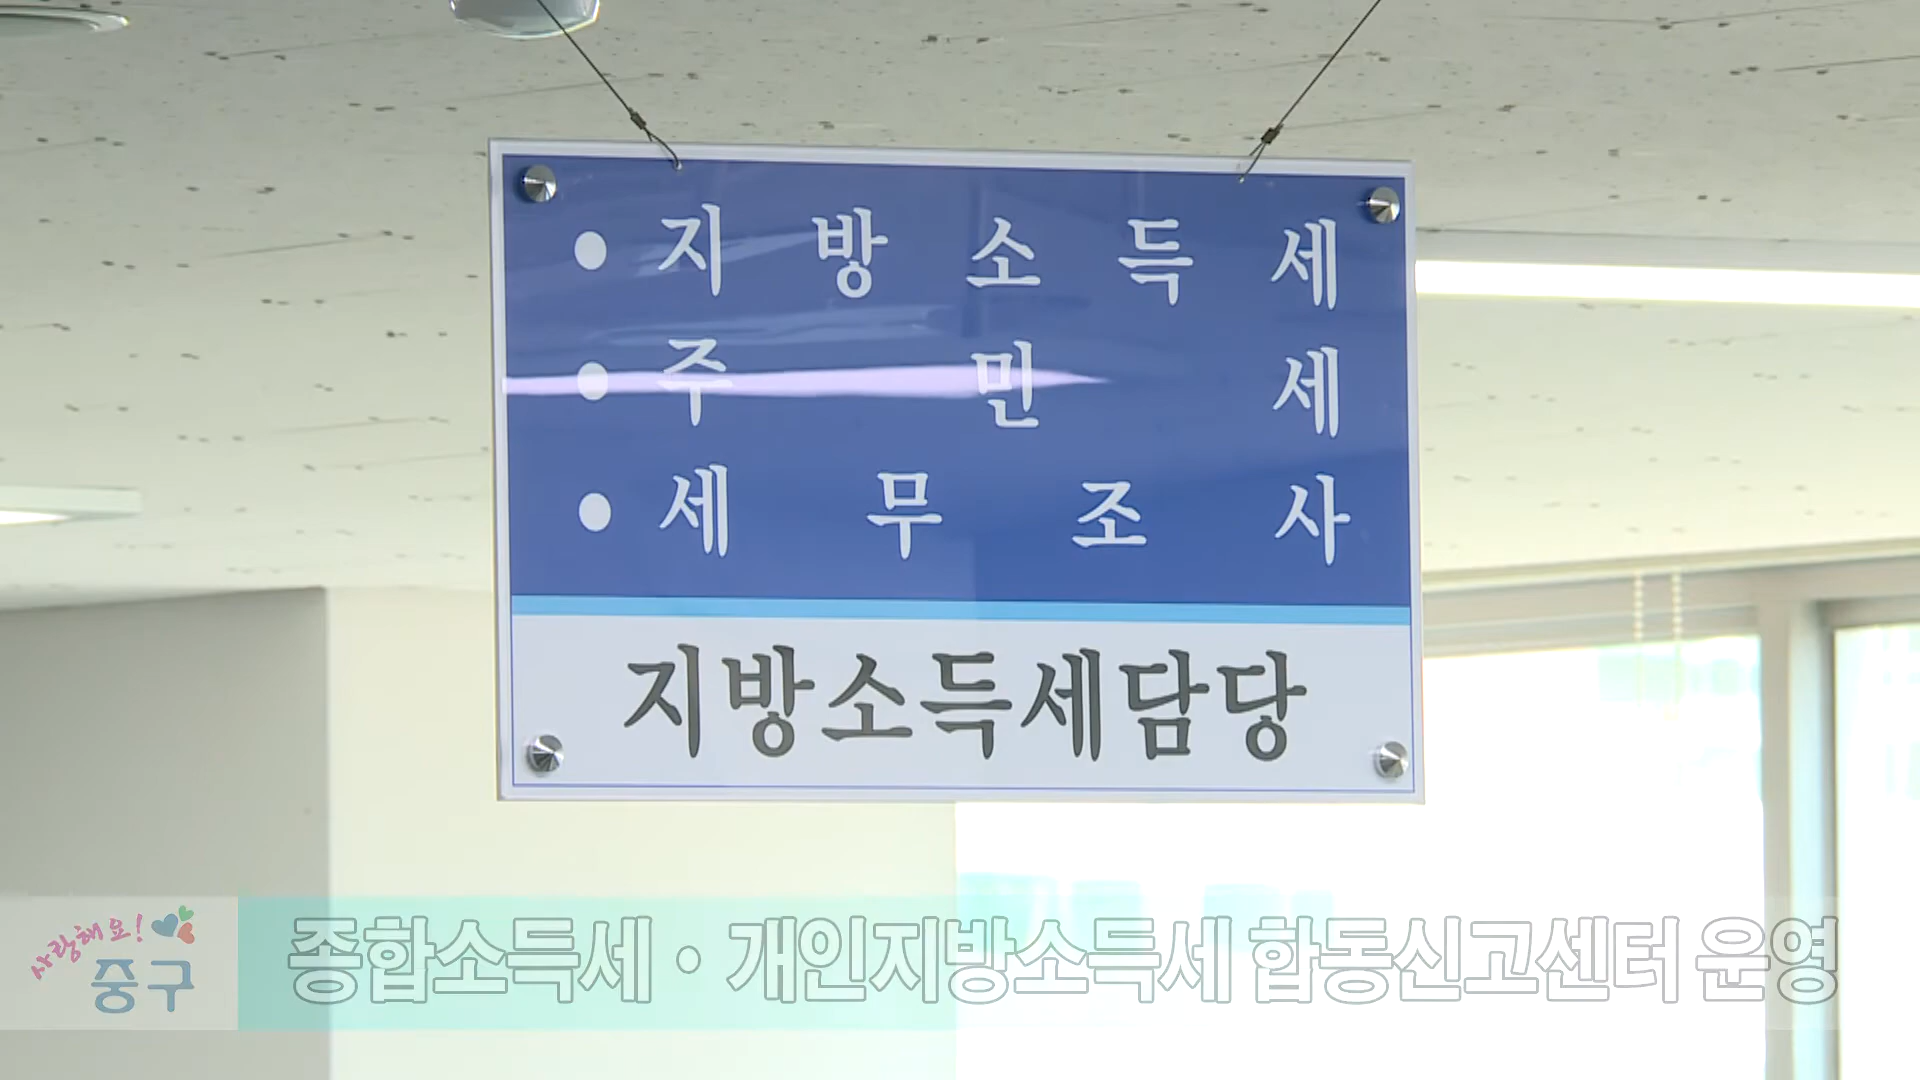 • 지방소득세
• 주민세
• 세무조사
지방소득세담당
사랑해요!
중구
종합소득세·개인지방소득세 합동신고센터 운영